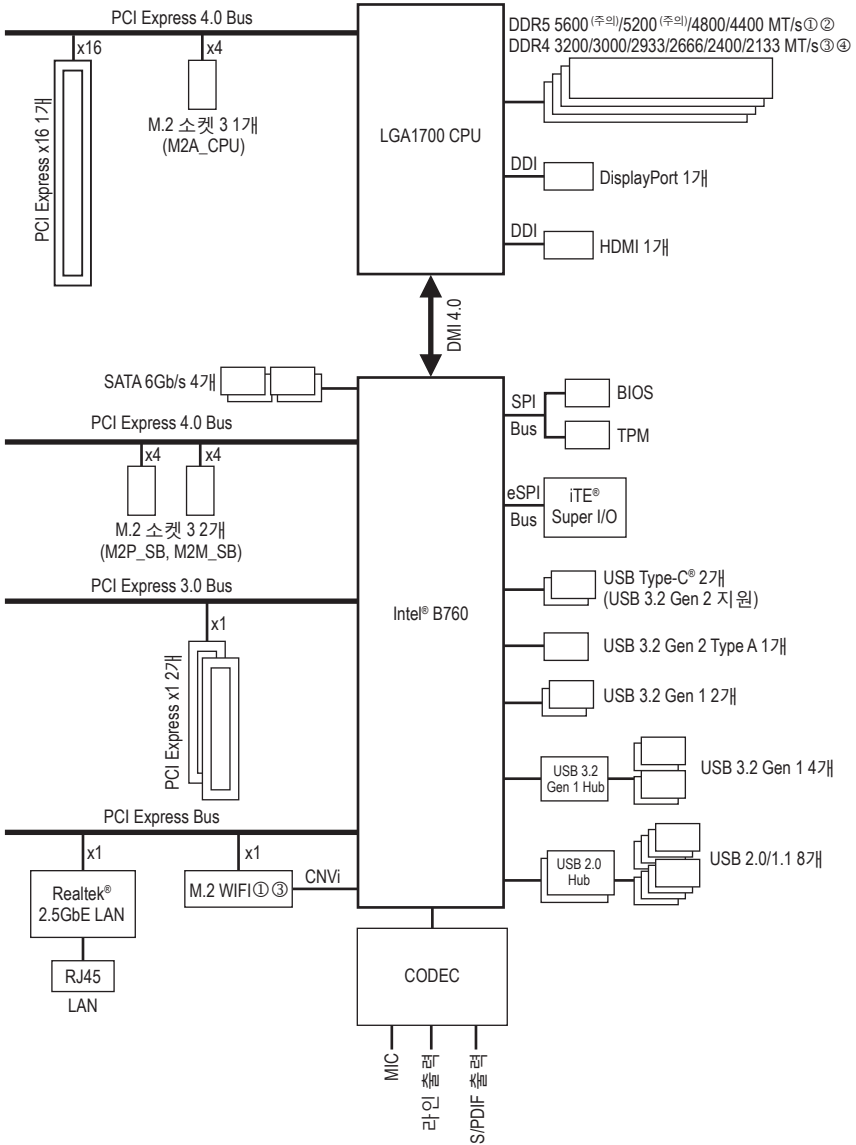 PCI Express 4.0 Bus
x16
x4
PCI Express x16 1개
M.2 소켓 3 1개
(M2A_CPU)
LGA1700 CPU
DDR5 5600 (주의)/5200 (주의)/4800/4400 MT/s①②
DDR4 3200/3000/2933/2666/2400/2133 MT/s③④
DDI
DisplayPort 1개
DDI
HDMI 1개
DMI 4.0
SATA 6Gb/s 4개
PCI Express 4.0 Bus
x4
x4
M.2 소켓 3 2개
(M2P_SB, M2M_SB)
PCI Express 3.0 Bus
x1
PCI Express x1 2개
PCI Express Bus
x1
x1
Realtek®
2.5GbE LAN
M.2 WIFI①③
CNVi
RJ45
LAN
Intel® B760
SPI
Bus
BIOS
TPM
eSPI
Bus
iTE®
Super I/O
USB Type-C® 2개
(USB 3.2 Gen 2 지원)
USB 3.2 Gen 2 Type A 1개
USB 3.2 Gen 1 2개
USB 3.2
Gen 1 Hub
USB 3.2 Gen 1 4개
USB 2.0
Hub
USB 2.0/1.1 8개
CODEC
MIC
라인 출력
S/PDIF 출력